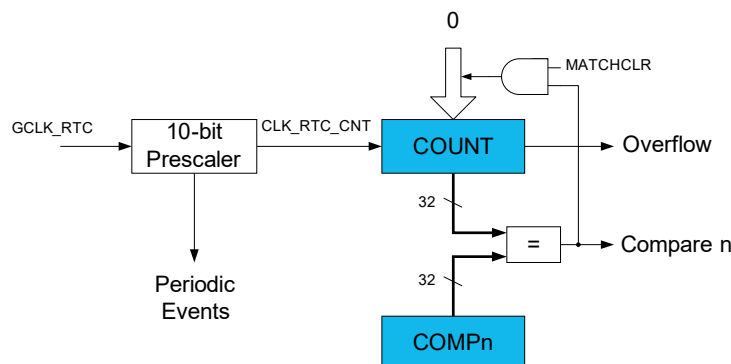 0
MATCHCLR
GCLK_RTC
10-bit
Prescaler
CLK_RTC_CNT
COUNT
Overflow
32
=
Compare n
Periodic
Events
32
COMPn